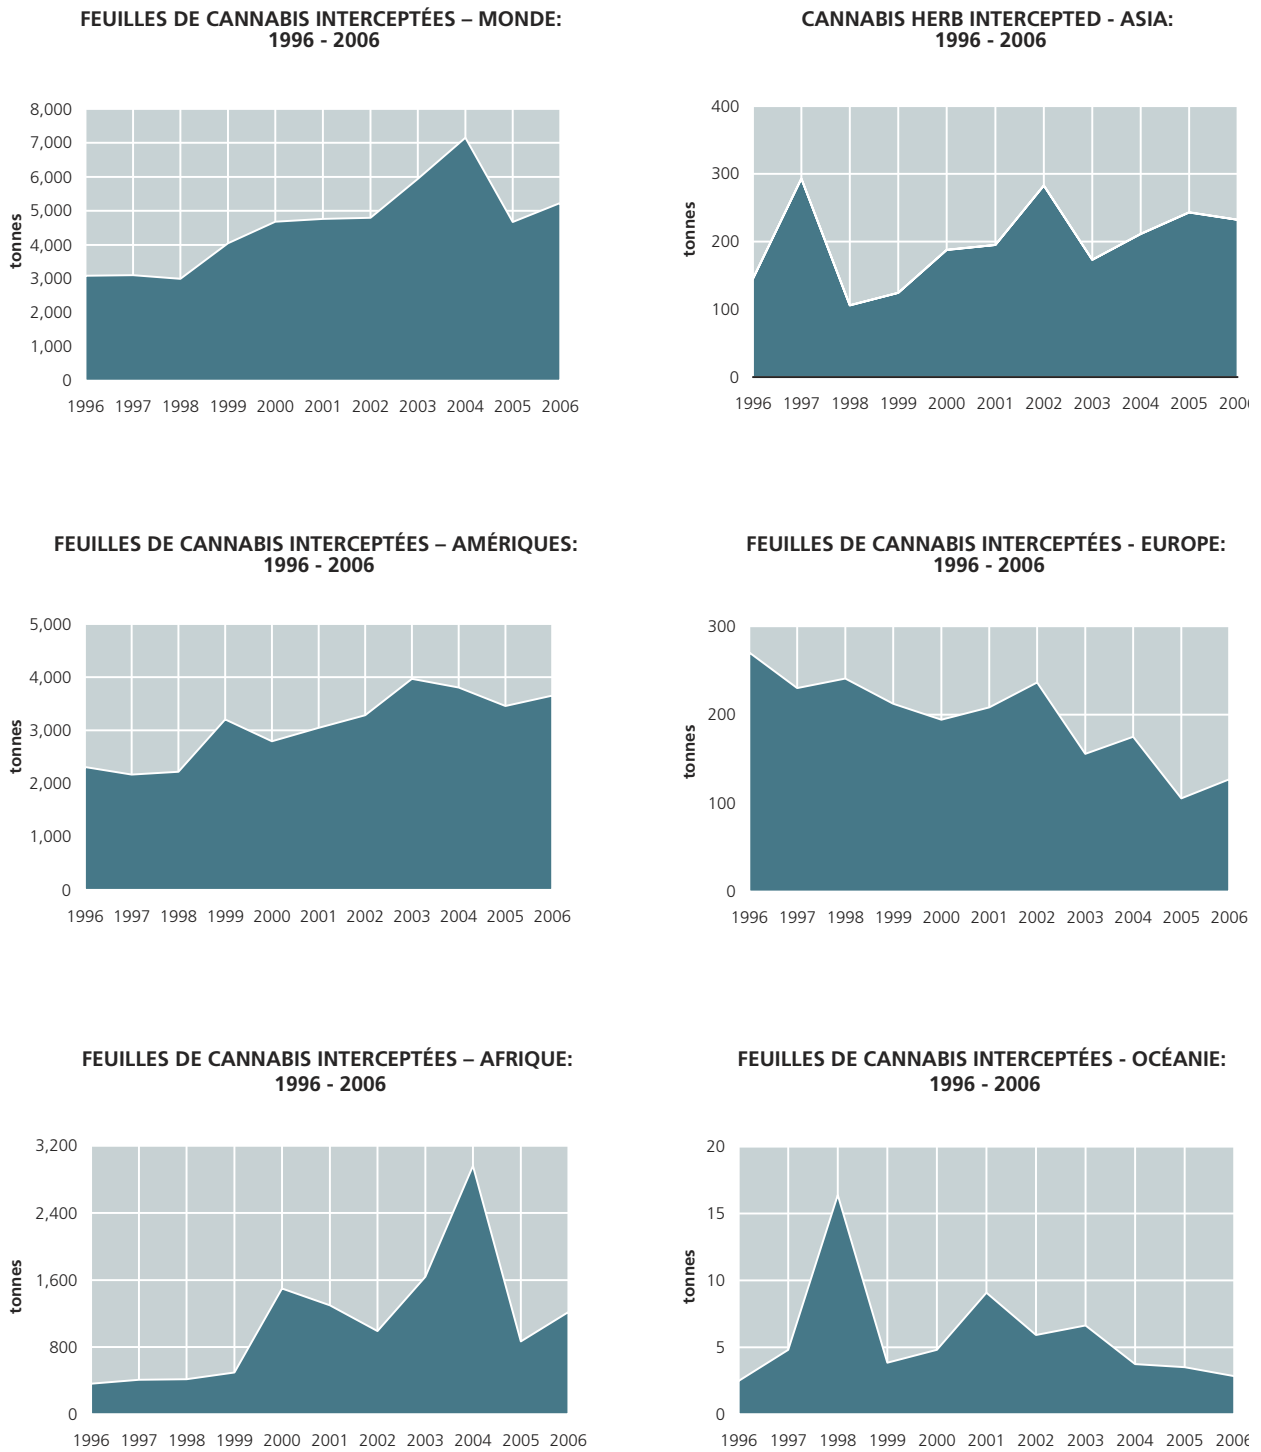 FEUILLES DE CANNABIS INTERCEPTÉES – MONDE:
1996 - 2006
8,000
7,000
6,000
5,000
4,000
3,000
2,000
1,000
0
tonnes
1996 1997 1998 1999 2000 2001 2002 2003 2004 2005 2006
CANNABIS HERB INTERCEPTED - ASIA:
1996 - 2006
400
300
200
100
0
tonnes
1996 1997 1998 1999 2000 2001 2002 2003 2004 2005 2006
FEUILLES DE CANNABIS INTERCEPTÉES – AMÉRIQUES:
1996 - 2006
5,000
4,000
3,000
2,000
1,000
0
tonnes
1996 1997 1998 1999 2000 2001 2002 2003 2004 2005 2006
FEUILLES DE CANNABIS INTERCEPTÉES - EUROPE:
1996 - 2006
300
200
100
0
tonnes
1996 1997 1998 1999 2000 2001 2002 2003 2004 2005 2006
FEUILLES DE CANNABIS INTERCEPTÉES – AFRIQUE:
1996 - 2006
3,200
2,400
1,600
800
0
tonnes
1996 1997 1998 1999 2000 2001 2002 2003 2004 2005 2006
FEUILLES DE CANNABIS INTERCEPTÉES - OCÉANIE:
1996 - 2006
20
15
10
5
0
tonnes
1996 1997 1998 1999 2000 2001 2002 2003 2004 2005 2006